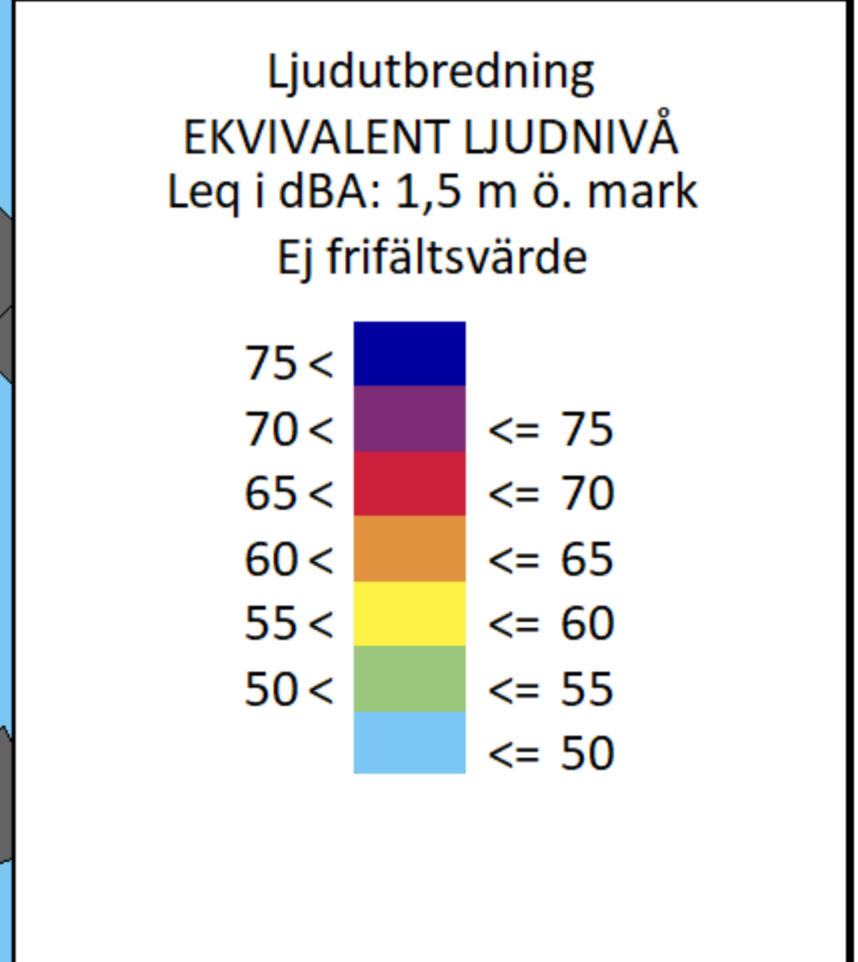 Ljudutbredning
EKVIVALENT LJUDNIVÅ
Leq i dBA: 1,5 m ö. mark
Ej frifältsvärde
75 <
70 < <= 75
65 < <= 70
60 < <= 65
55 < <= 60
50 < <= 55
<= 50